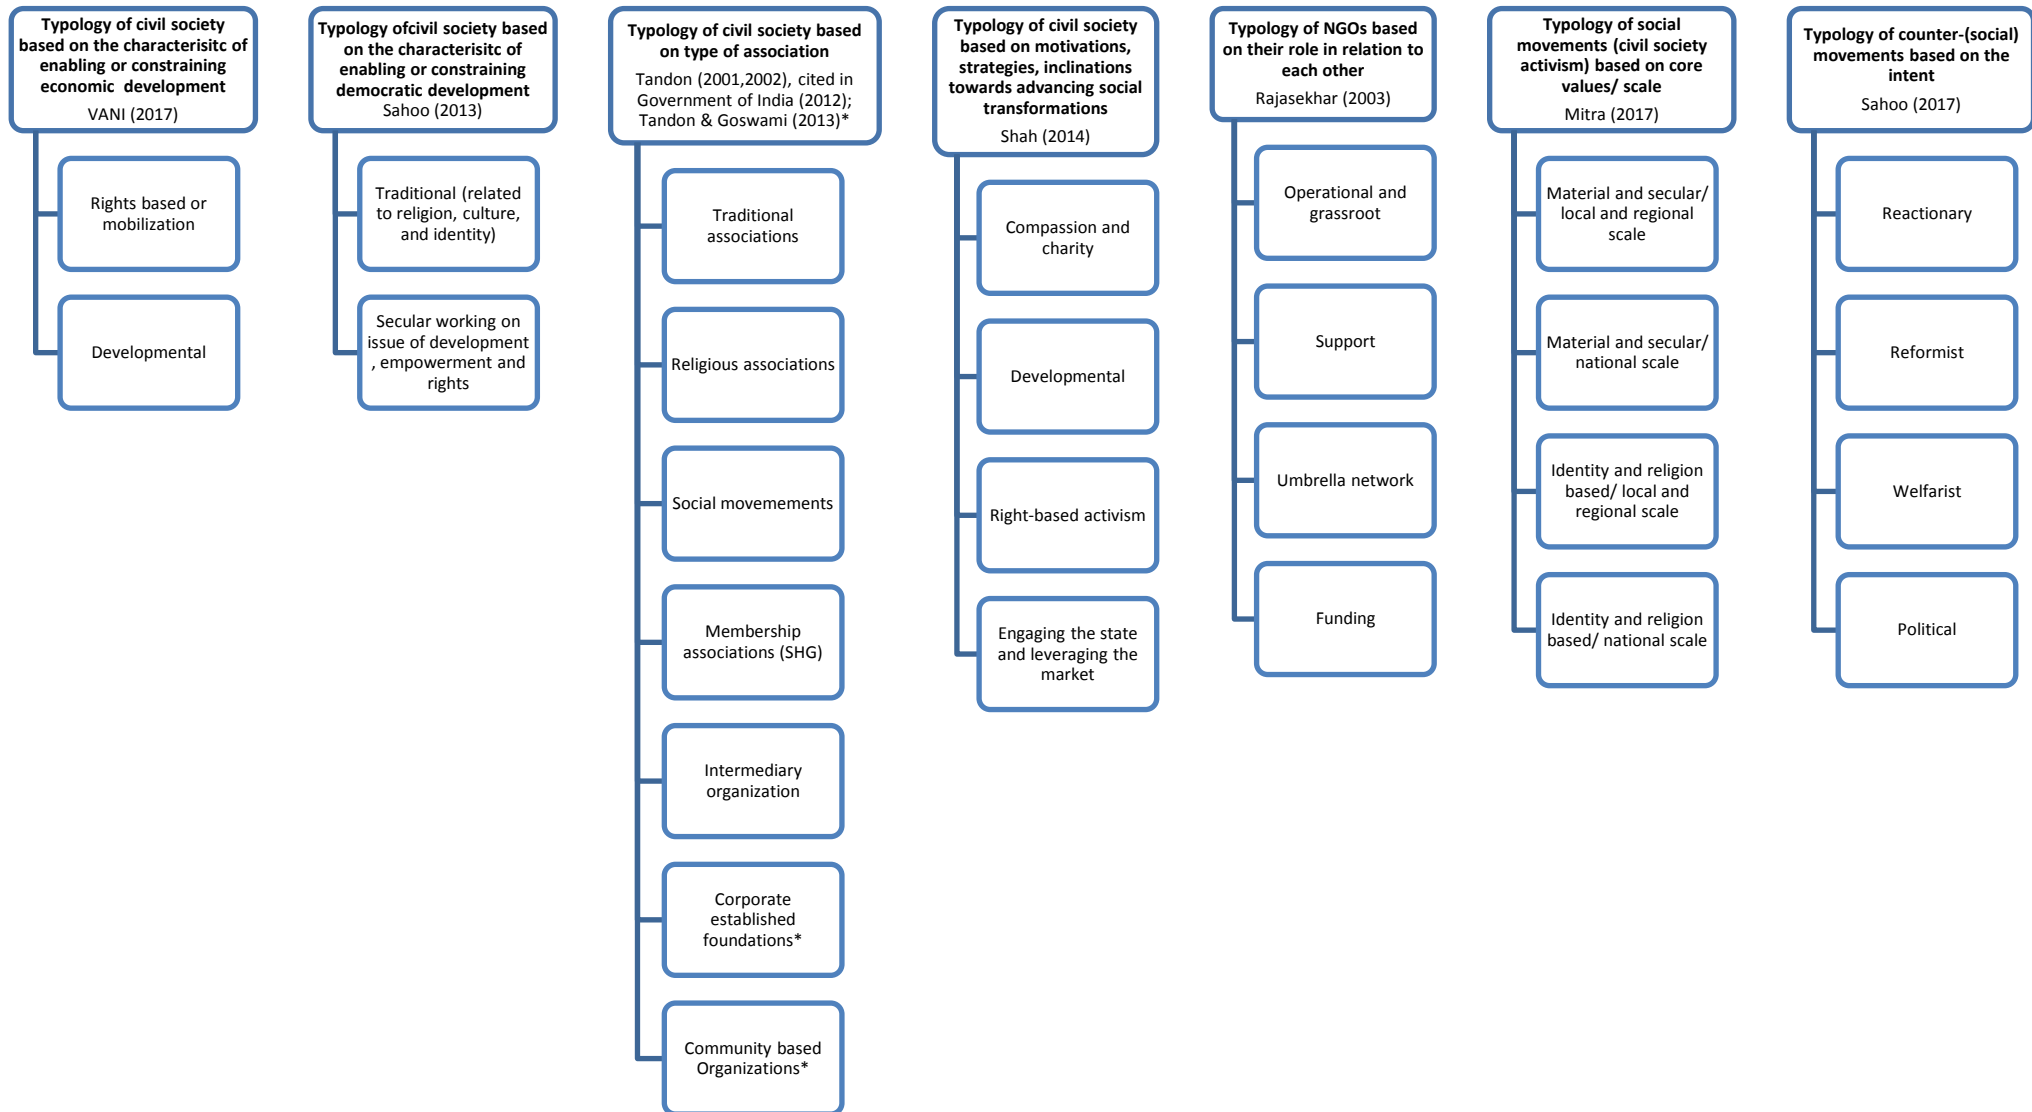 Typology of civil society
based on the characterisitc of
enabling or constraining
economic development
VANI (2017)
Rights based or
mobilization
Developmental
Typology ofcivil society based
on the characterisitc of
enabling or constraining
democratic development
Sahoo (2013)
Traditional (related
to religion, culture,
and identity)
Secular working on
issue of development
, empowerment and
rights
Typology of civil society based
on type of association
Tandon (2001,2002), cited in
Government of India (2012);
Tandon & Goswami (2013)*
Traditional
associations
Religious associations
Social movemements
Membership
associations (SHG)
Intermediary
organization
Corporate
established
foundations*
Community based
Organizations*
Typology of civil society
based on motivations,
strategies, inclinations
towards advancing social
transformations
Shah (2014)
Compassion and
charity
Developmental
Right-based activism
Engaging the state
and leveraging the
market
Typology of NGOs based
on their role in relation to
each other
Rajasekhar (2003)
Operational and
grassroot
Support
Umbrella network
Funding
Typology of social
movements (civil society
activism) based on core
values/ scale
Mitra (2017)
Material and secular/
local and regional
scale
Material and secular/
national scale
Identity and religion
based/ local and
regional scale
Identity and religion
based/ national scale
Typology of counter-(social)
movements based on the
intent
Sahoo (2017)
Reactionary
Reformist
Welfarist
Political